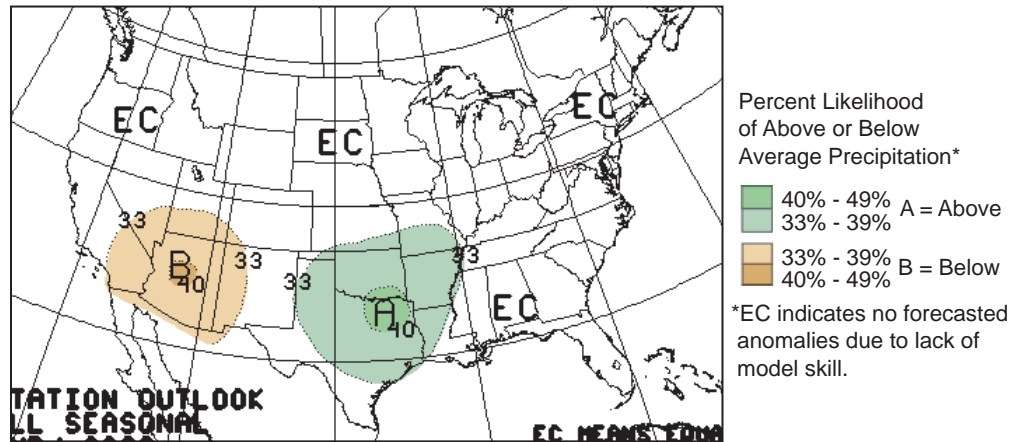 EC
EC
EC
33
33
33
33
B
40
A
40
EC
TATION OUTLOOK
LL SEASONAL
EC MEANS EQUA
Percent Likelihood
of Above or Below
Average Precipitation*
40% - 49%
33% - 39%
A = Above
33% - 39%
40% - 49%
B = Below
*EC indicates no forecasted
anomalies due to lack of
model skill.